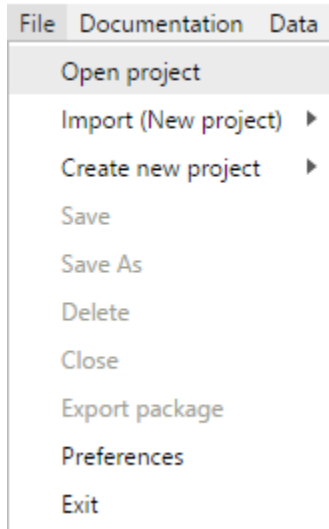 File Documentation Data
Open project
Import (New project)
Create new project
Save
Save As
Delete
Close
Export package
Preferences
Exit